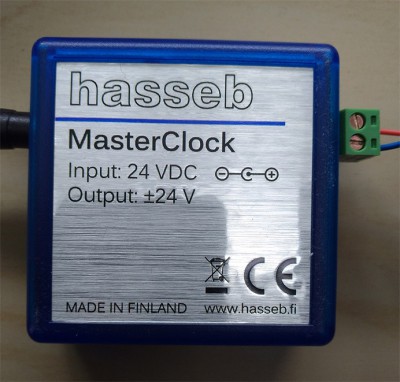 hasseb
MasterClock
Input: 24 VDC
Output: ±24 V
CE
MADE IN FINLAND www.hasseb.fi